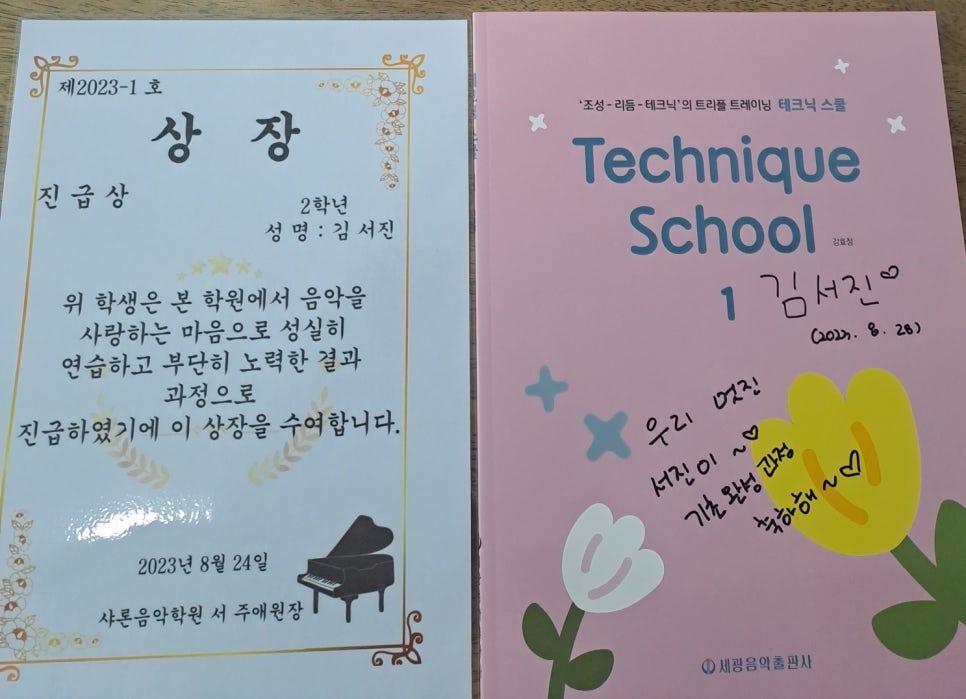 제2023-1 호
상 장
진 급 상
2학년
성 명 : 김 서진
위 학생은 본 학원에서 음악을
사랑하는 마음으로 성실히
연습하고 부단히 노력한 결과
과정으로
진급하였기에 이 상장을 수여합니다.
2023년 8월 24일
샤론음악학원 서 주애원장
'조성-리듬-테크닉'의 트리플 트레이닝 테크닉 스쿨
Technique
School
강효정
1
김서진♡
(2023. 8. 28)
우리 멋진
서진이 ~♡
기초 완성 과정
축하해 ~♡
세광음악출판사